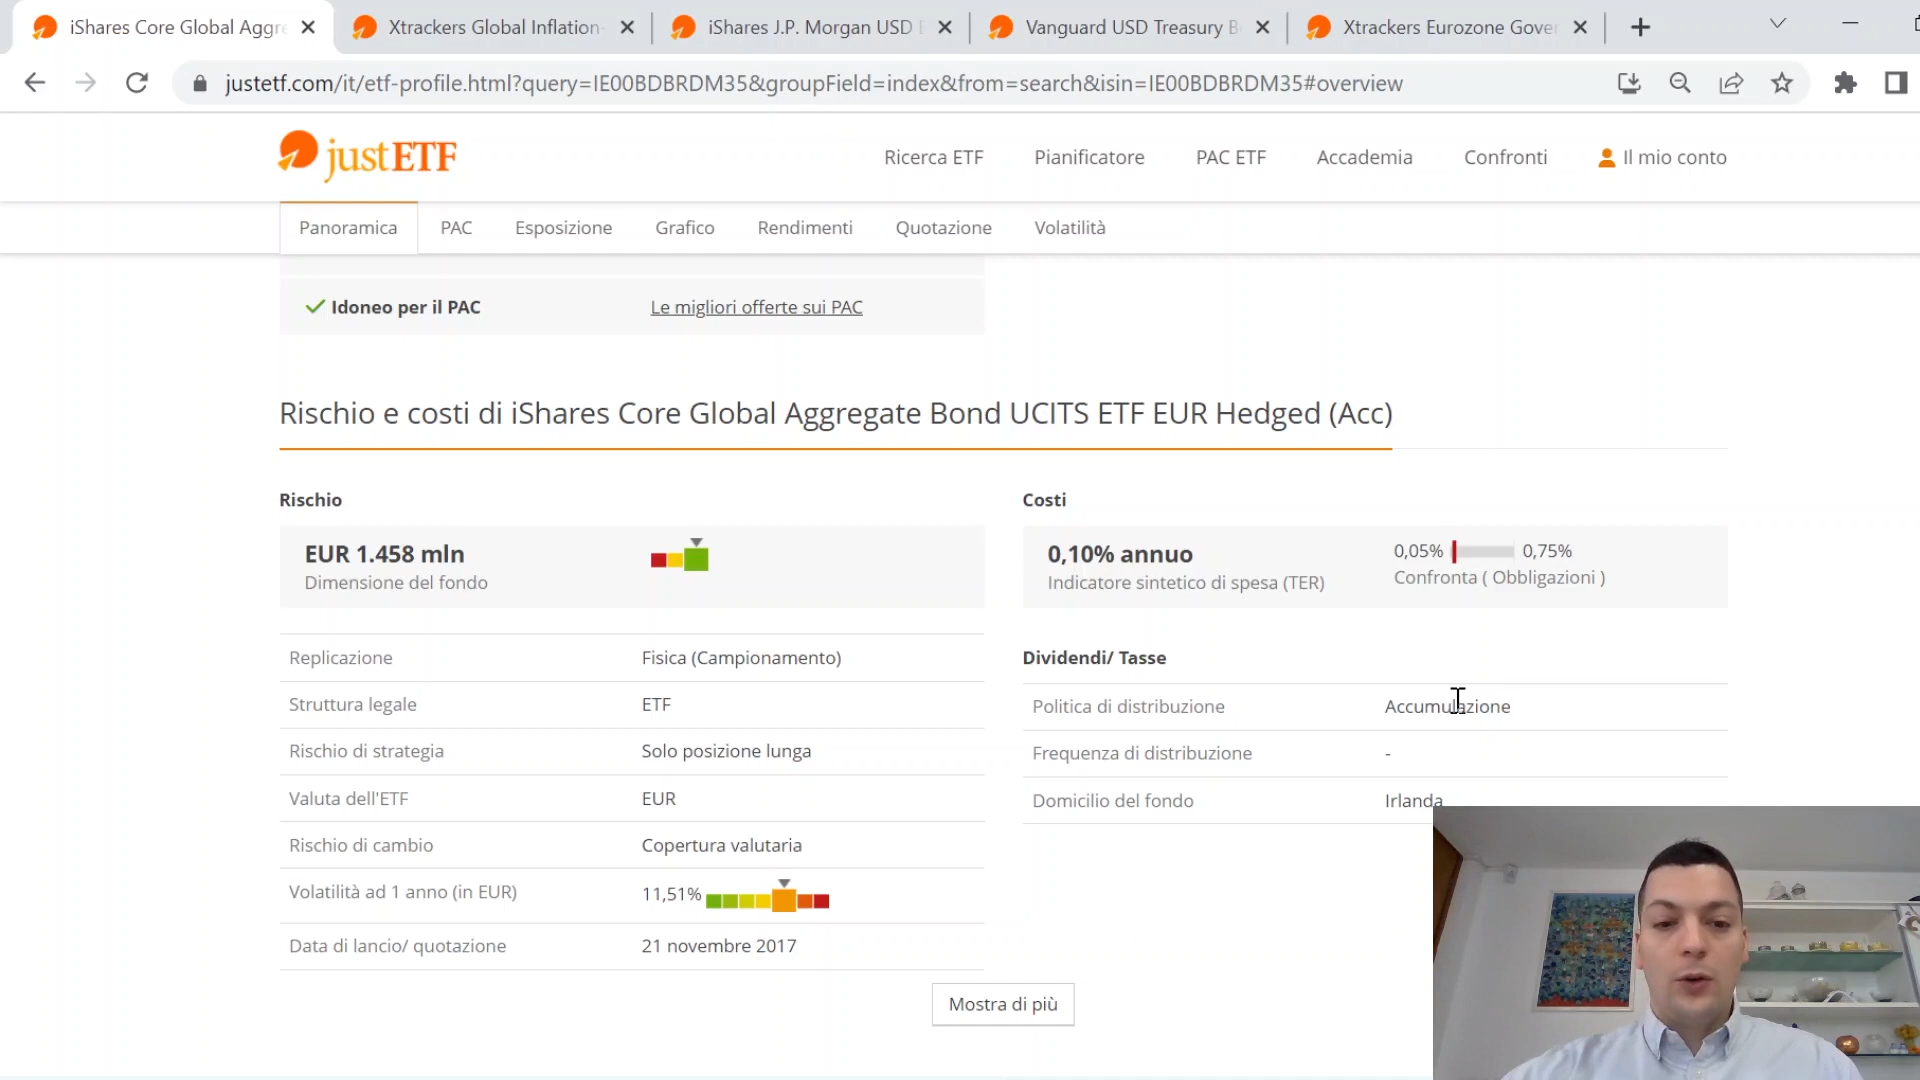 iShares Core Global Aggre
Xtrackers Global Inflation-
iShares J.P. Morgan USD E
Vanguard USD Treasury B
Xtrackers Eurozone Gove
justetf.com/it/etf-profile.html?query=IE00BDBRDM35&groupField=index&from=search&isin=IE00BDBRDM35#overview
justETF
Ricerca ETF
Pianificatore
PAC ETF
Accademia
Confronti
Il mio conto
Panoramica
PAC
Esposizione
Grafico
Rendimenti
Quotazione
Volatilità
Idoneo per il PAC
Le migliori offerte sui PAC
Rischio e costi di iShares Core Global Aggregate Bond UCITS ETF EUR Hedged (Acc)
Rischio
EUR 1.458 mln
Dimensione del fondo
Replicazione Fisica (Campionamento)
Struttura legale ETF
Rischio di strategia Solo posizione lunga
Valuta dell'ETF EUR
Rischio di cambio Copertura valutaria
Volatilità ad 1 anno (in EUR) 11,51%
Data di lancio/ quotazione 21 novembre 2017
Costi
0,10% annuo
Indicatore sintetico di spesa (TER)
0,05% 0,75%
Confronta ( Obbligazioni )
Dividendi/ Tasse
Politica di distribuzione Accumulazione
Frequenza di distribuzione -
Domicilio del fondo Irlanda
Mostra di più